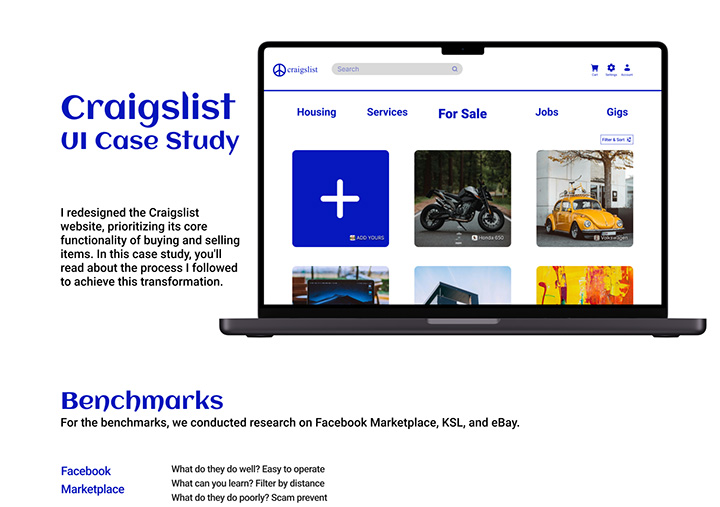 craigslist
Search
Cart
Settings
Account
Housing
Services
For Sale
Jobs
Gigs
Filter & Sort
ADD YOURS
Honda 650
Volkswagen
Craigslist
UI Case Study
I redesigned the Craigslist
website, prioritizing its core
functionality of buying and selling
items. In this case study, you'll
read about the process I followed
to achieve this transformation.
Benchmarks
For the benchmarks, we conducted research on Facebook Marketplace, KSL, and eBay.
Facebook
Marketplace
What do they do well? Easy to operate
What can you learn? Filter by distance
What do they do poorly? Scam prevent